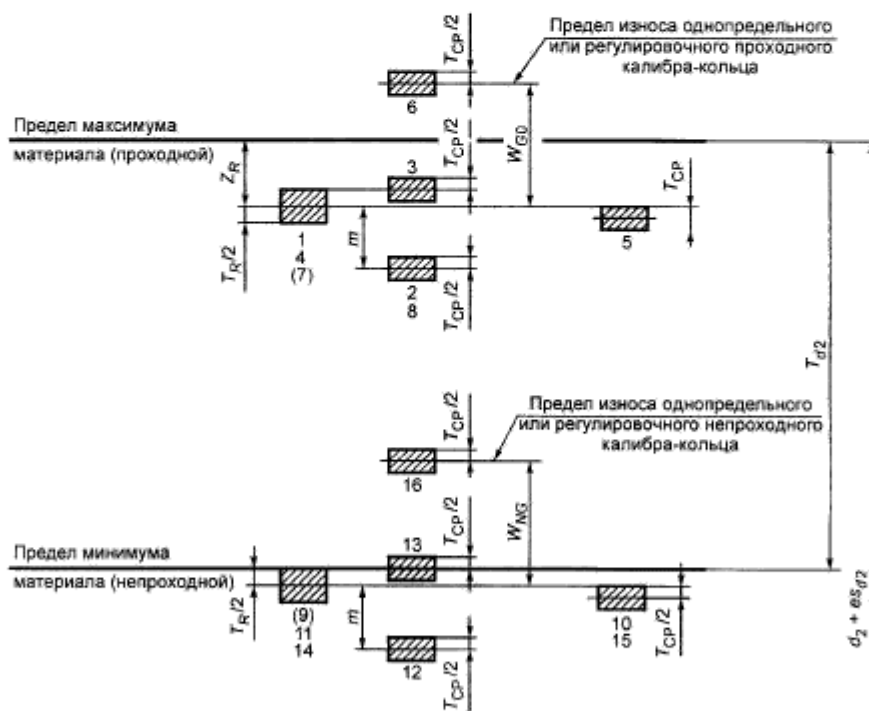 T_CP/2
Предел износа однопредельного
или регулировочного проходного
калибра-кольца
6
Предел максимума
материала (проходной)
Z_R
T_CP/2
W_G0
T_CP
3
1
4
(7)
T_R/2
m
2
8
T_CP/2
5
T_d2
T_CP/2
Предел износа однопредельного
или регулировочного непроходного
калибра-кольца
16
T_CP/2
W_NG
13
Предел минимума
материала (непроходной)
T_R/2
(9)
11
14
m
12
T_CP/2
10
15
T_CP/2
d_2 + es_d2